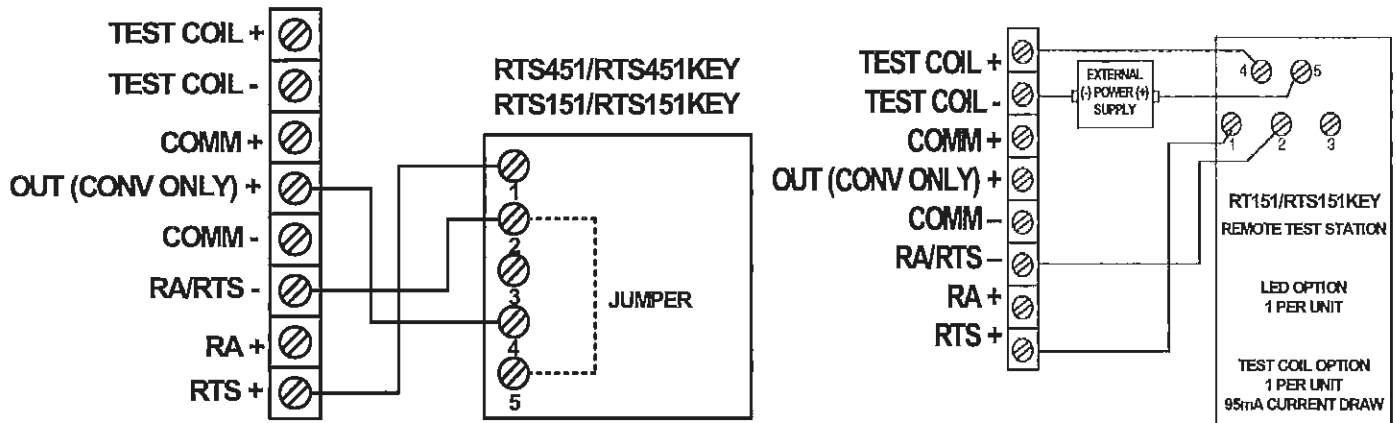 TEST COIL +
TEST COIL -
COMM +
OUT (CONV ONLY) +
COMM -
RA/RTS -
RA +
RTS +
RTS451/RTS451KEY
RTS151/RTS151KEY
1
2
3
4
5
JUMPER
TEST COIL +
TEST COIL -
COMM +
OUT (CONV ONLY) +
COMM –
RA/RTS –
RA +
RTS +
EXTERNAL
(-) POWER (+)
SUPPLY
4
5
1
2
3
RT151/RTS151KEY
REMOTE TEST STATION
LED OPTION
1 PER UNIT
TEST COIL OPTION
1 PER UNIT
95mA CURRENT DRAW